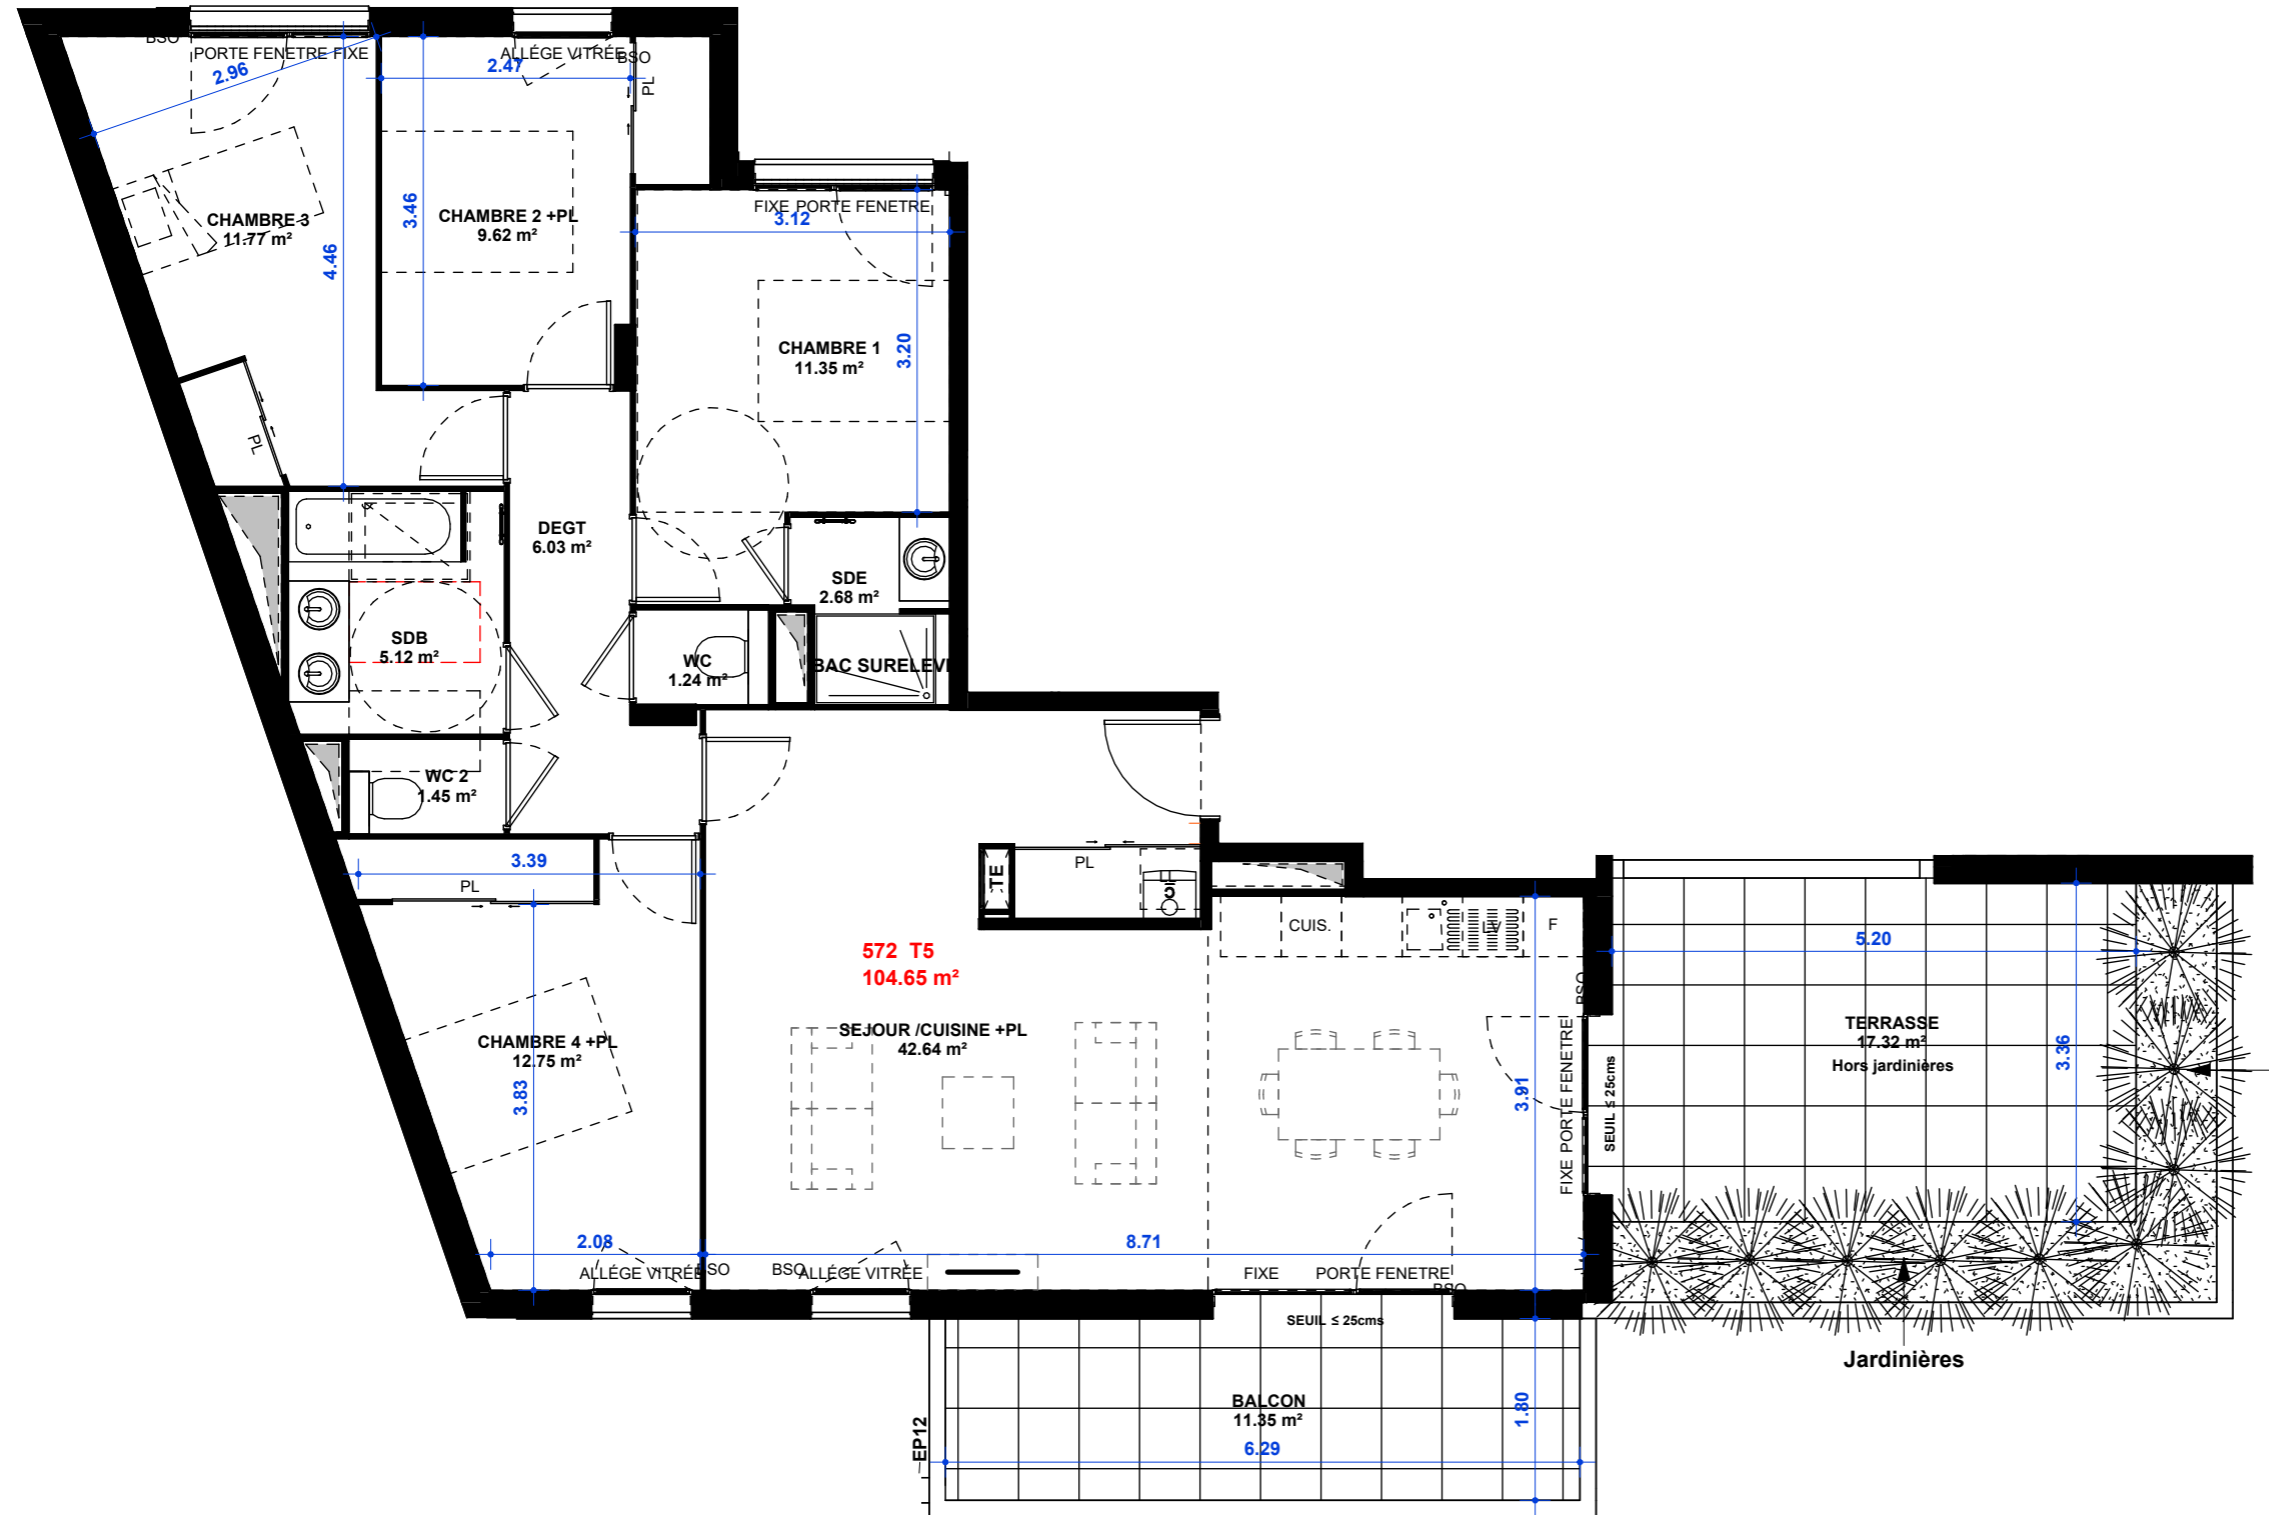 BSO
PORTE FENETRE FIXE
2.96
ALLÉGE VITRÉE
BSO
2.47
PL
CHAMBRE 3
11.77 m²
4.46
3.46
CHAMBRE 2 +PL
9.62 m²
FIXE PORTE FENETRE
3.12
CHAMBRE 1
11.35 m²
3.20
PL
DEGT
6.03 m²
SDE
2.68 m²
SDB
5.12 m²
WC
1.24 m²
BAC SURELEVE
WC 2
1.45 m²
3.39
PL
TE
PL
LL
CUIS.
LV
F
572 T5
104.65 m²
SEJOUR /CUISINE +PL
42.64 m²
CHAMBRE 4 +PL
12.75 m²
3.83
3.91
BSO
FIXE PORTE FENETRE
SEUIL ≤ 25cms
5.20
TERRASSE
17.32 m²
Hors jardinières
3.36
2.08
8.71
ALLÉGE VITRÉE
BSO
BSO
ALLÉGE VITRÉE
FIXE
PORTE FENETRE
BSO
SEUIL ≤ 25cms
Jardinières
BALCON
11.35 m²
6.29
1.80
EP12